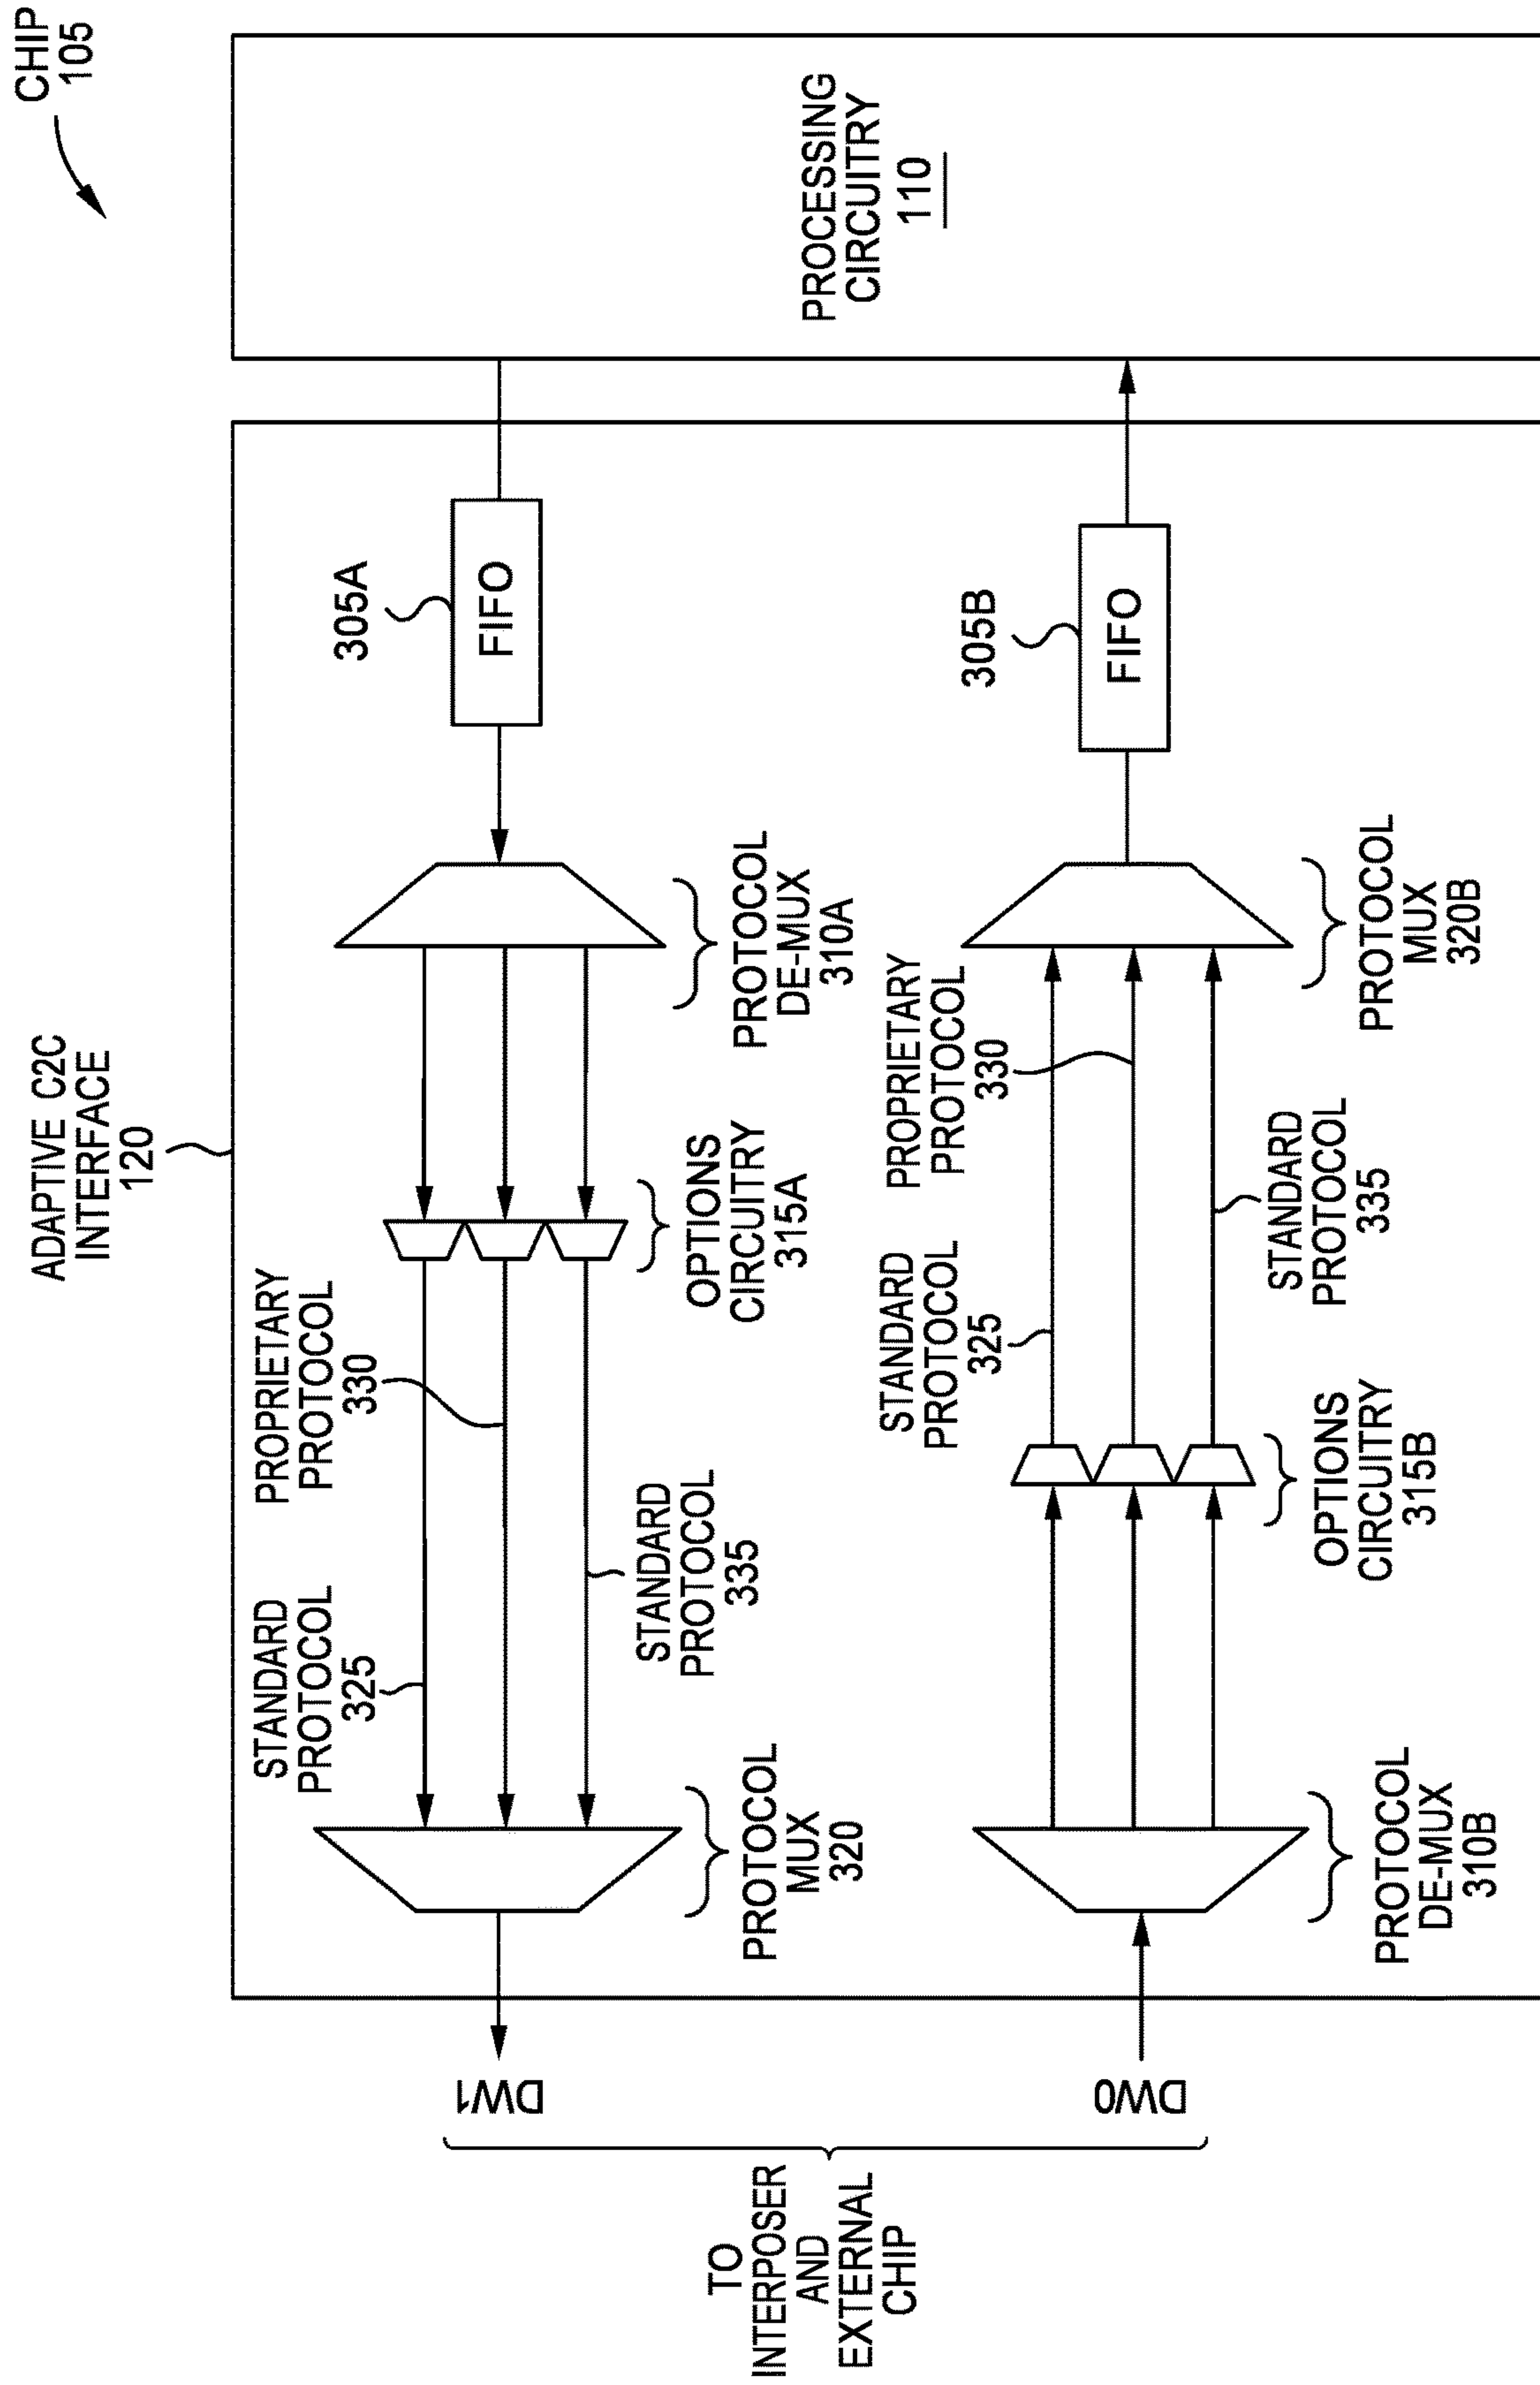 CHIP
105
ADAPTIVE C2C
INTERFACE
120
PROCESSING
CIRCUITRY
110
305A
FIFO
PROTOCOL
DE-MUX
310A
OPTIONS
CIRCUITRY
315A
PROPRIETARY
PROTOCOL
330
STANDARD
PROTOCOL
325
STANDARD
PROTOCOL
335
PROTOCOL
MUX
320
DW1
305B
FIFO
PROTOCOL
MUX
320B
PROPRIETARY
PROTOCOL
330
STANDARD
PROTOCOL
325
STANDARD
PROTOCOL
335
OPTIONS
CIRCUITRY
315B
PROTOCOL
DE-MUX
310B
DW0
TO
INTERPOSER
AND
EXTERNAL
CHIP